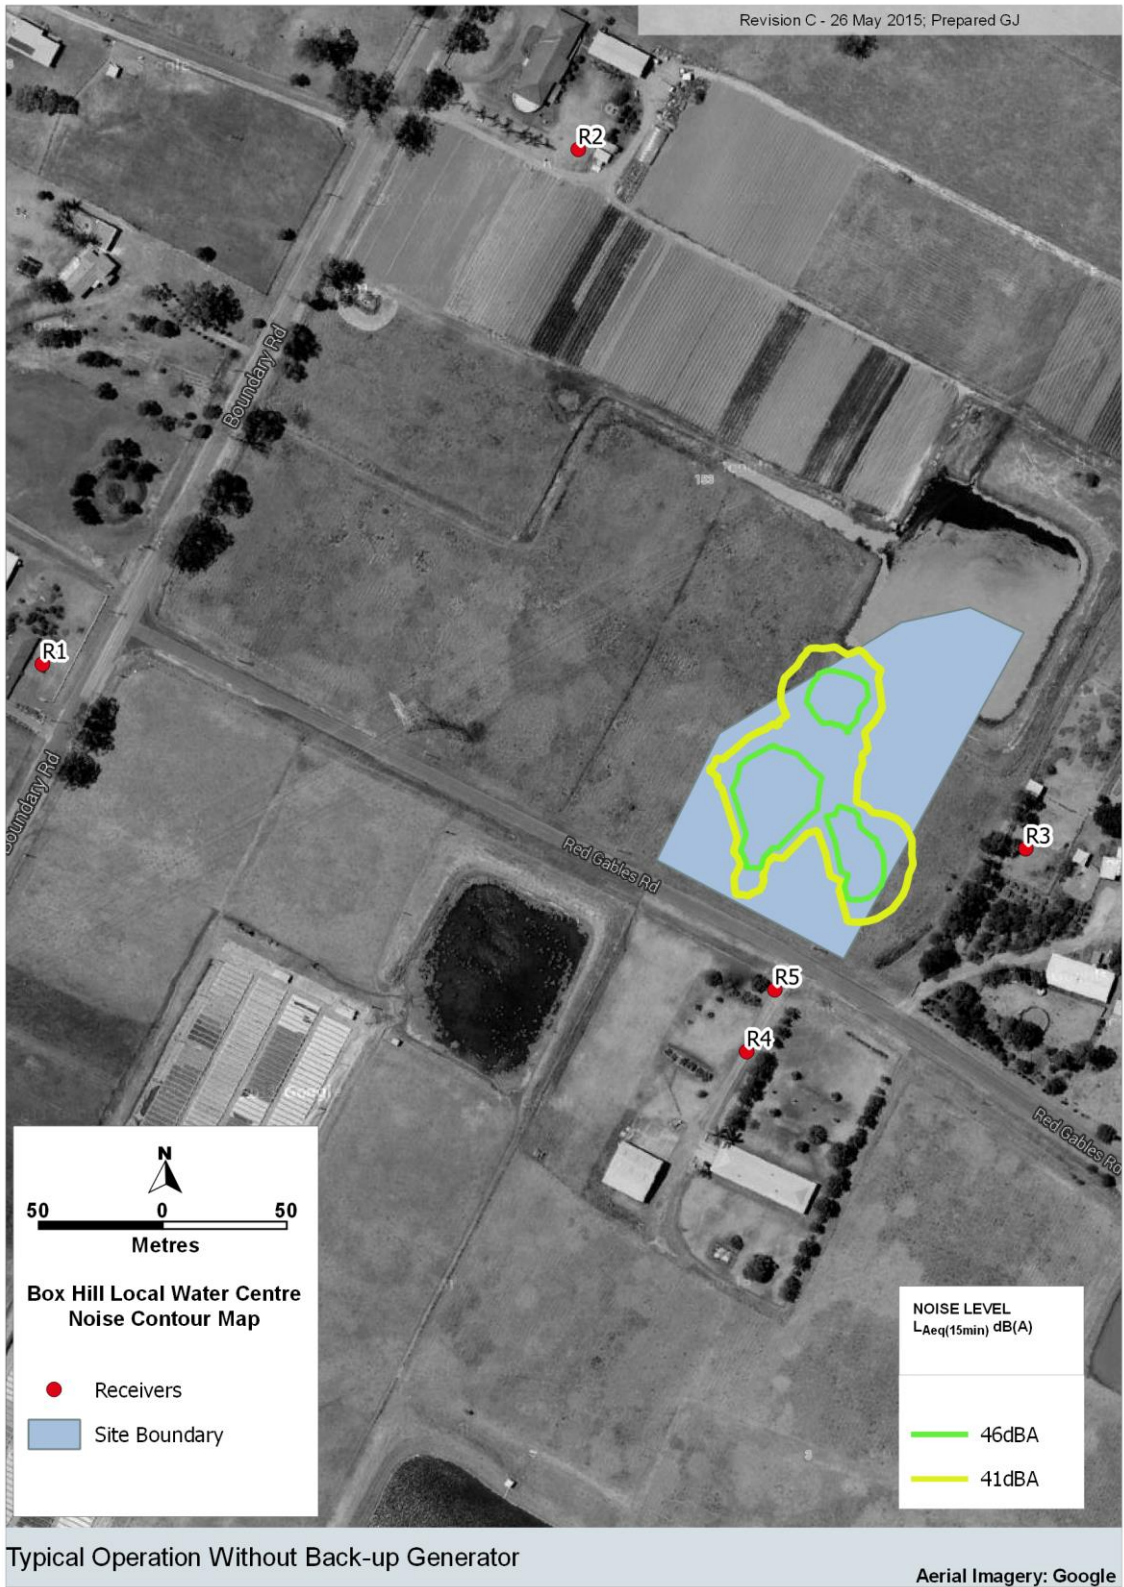 Revision C - 26 May 2015; Prepared GJ
R2
Boundary Rd
R1
Boundary Rd
Red Gables Rd
R3
R5
R4
Red Gables Ro
N
50 0 50
Metres
Box Hill Local Water Centre
Noise Contour Map
Receivers
Site Boundary
NOISE LEVEL
LAeq(15min) dB(A)
46dBA
41dBA
Typical Operation Without Back-up Generator
Aerial Imagery: Google